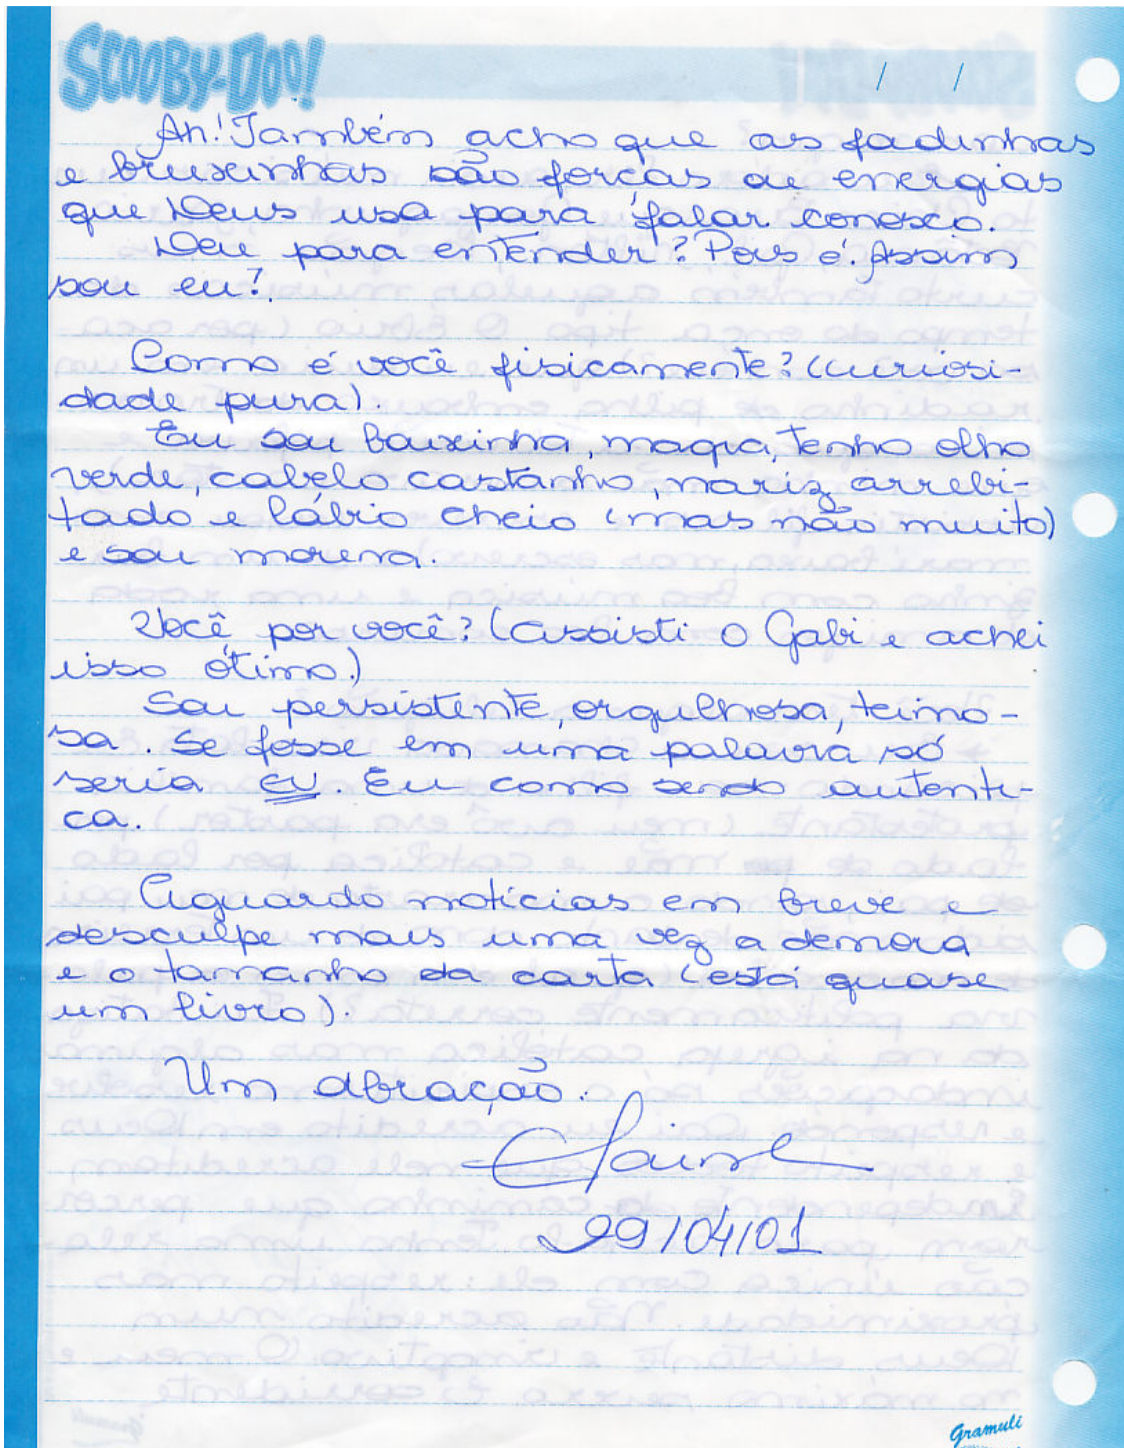 SCOOBY-DOO!
/ /
Ah! Também acho que as fadinhas
e bruxinhas são forças ou energias
que Deus usa para falar conosco.
Deu para entender? Pois é! Assim
sou eu!
Como é você fisicamente? (curiosi-
dade pura).
Eu sou baixinha, magra, tenho olho
verde, cabelo castanho, nariz arrebi-
tado e lábio cheio (mas não muito)
e sou morena.
Você por você? (assisti o Gabi e achei
isso ótimo.)
Sou persistente, orgulhosa, teimo-
sa. Se fosse em uma palavra só
seria EU. Eu como sendo autenti-
ca.
Aguardo notícias em breve e
desculpe mais uma vez a demora
e o tamanho da carta (está quase
um livro).
Um abração.
Elaine
29/04/01
Gramuli